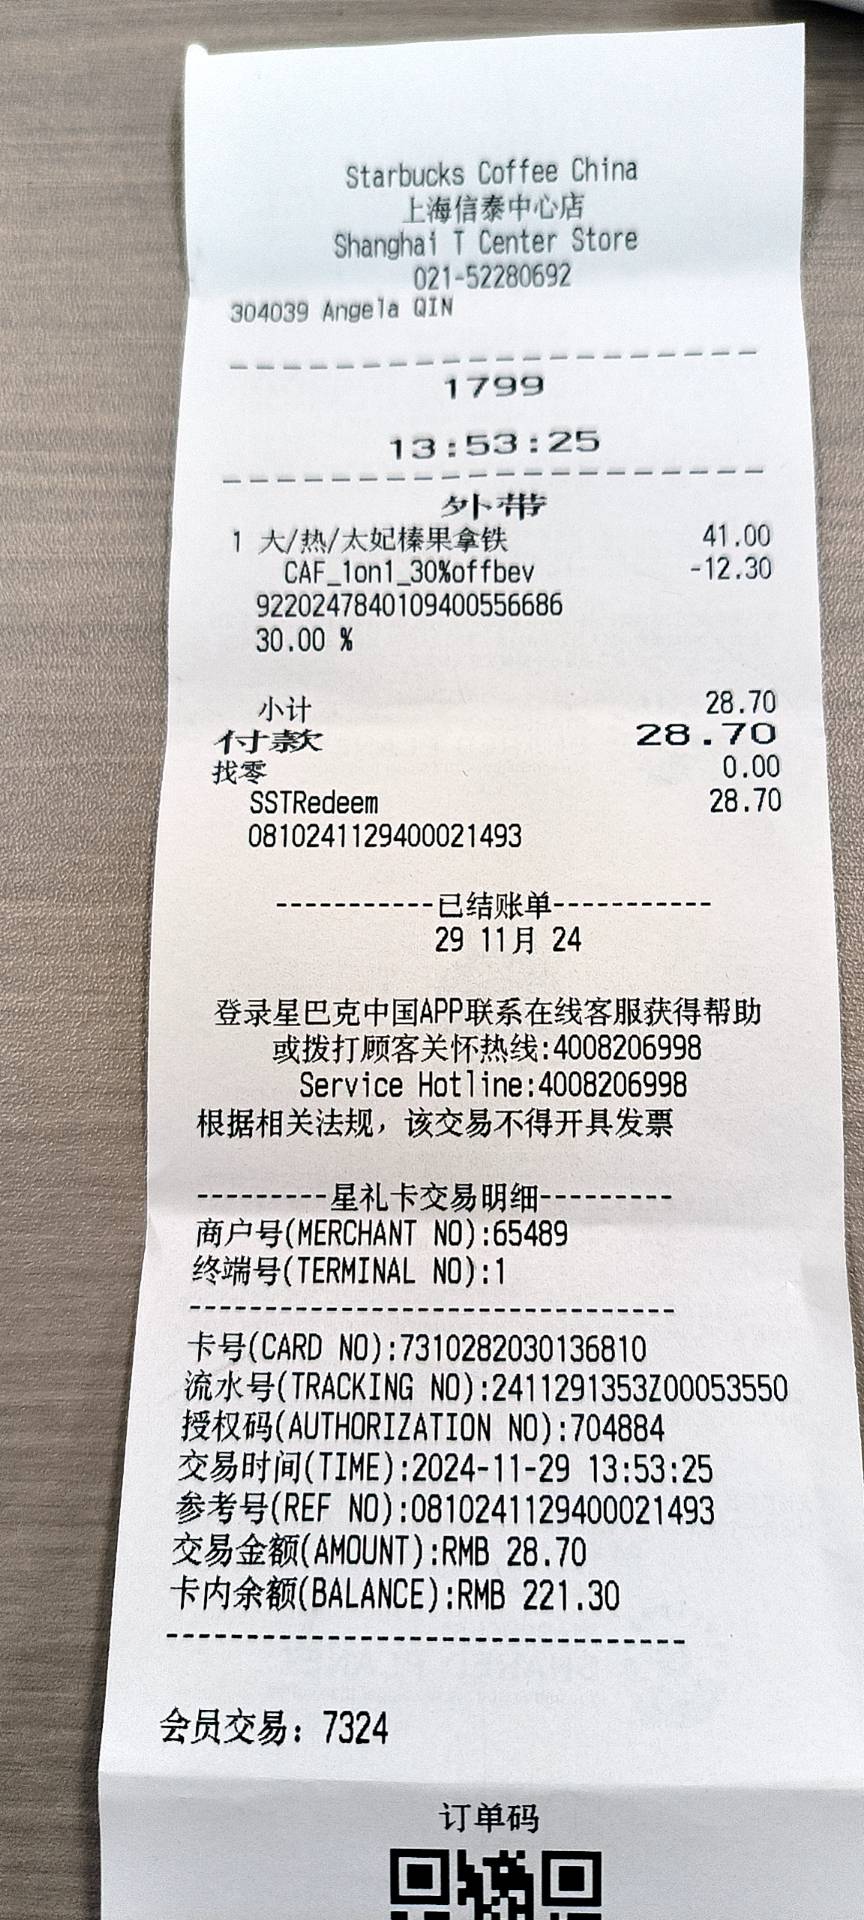 Starbucks Coffee China
上海信泰中心店
Shanghai T Center Store
021-52280692
304039 Angela QIN
1799
13:53:25
外带
1 大/热/太妃榛果拿铁 41.00
CAF_1on1_30%offbev -12.30
9220247840109400556686
30.00 %
小计 28.70
付款 28.70
找零 0.00
SSTRedeem 28.70
0810241129400021493
-----------已结账单-----------
29 11月 24
登录星巴克中国APP联系在线客服获得帮助
或拨打顾客关怀热线:4008206998
Service Hotline:4008206998
根据相关法规，该交易不得开具发票
---------星礼卡交易明细---------
商户号(MERCHANT NO):65489
终端号(TERMINAL NO):1
卡号(CARD NO):7310282030136810
流水号(TRACKING NO):2411291353Z00053550
授权码(AUTHORIZATION NO):704884
交易时间(TIME):2024-11-29 13:53:25
参考号(REF NO):0810241129400021493
交易金额(AMOUNT):RMB 28.70
卡内余额(BALANCE):RMB 221.30
会员交易: 7324
订单码